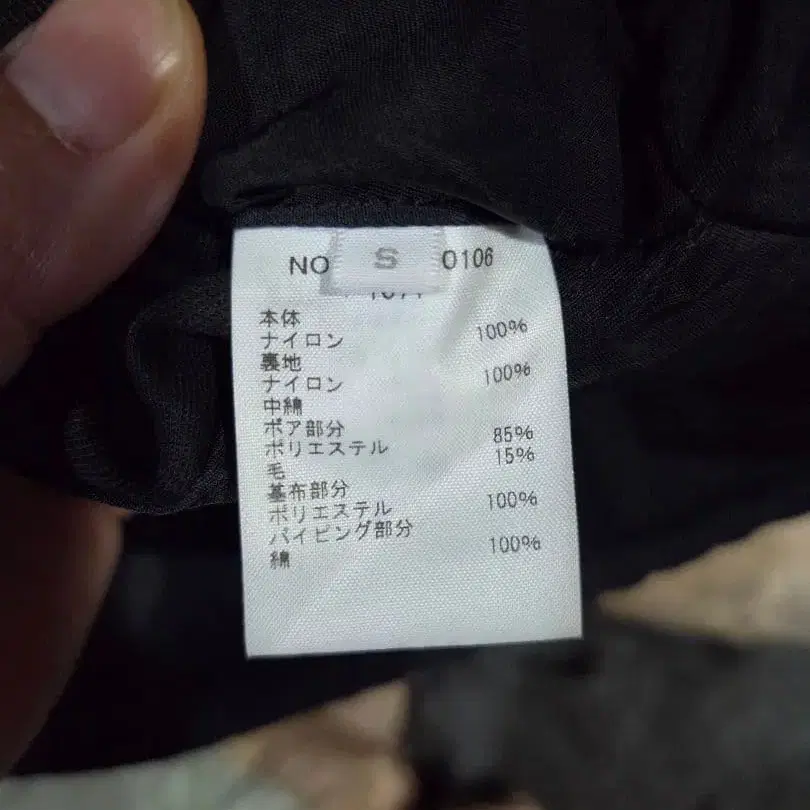 NO S 0106
本体
ナイロン 100%
裏地
ナイロン 100%
中綿
ボア部分
ポリエステル 85%
毛 15%
基布部分
ポリエステル 100%
パイピング部分
綿 100%